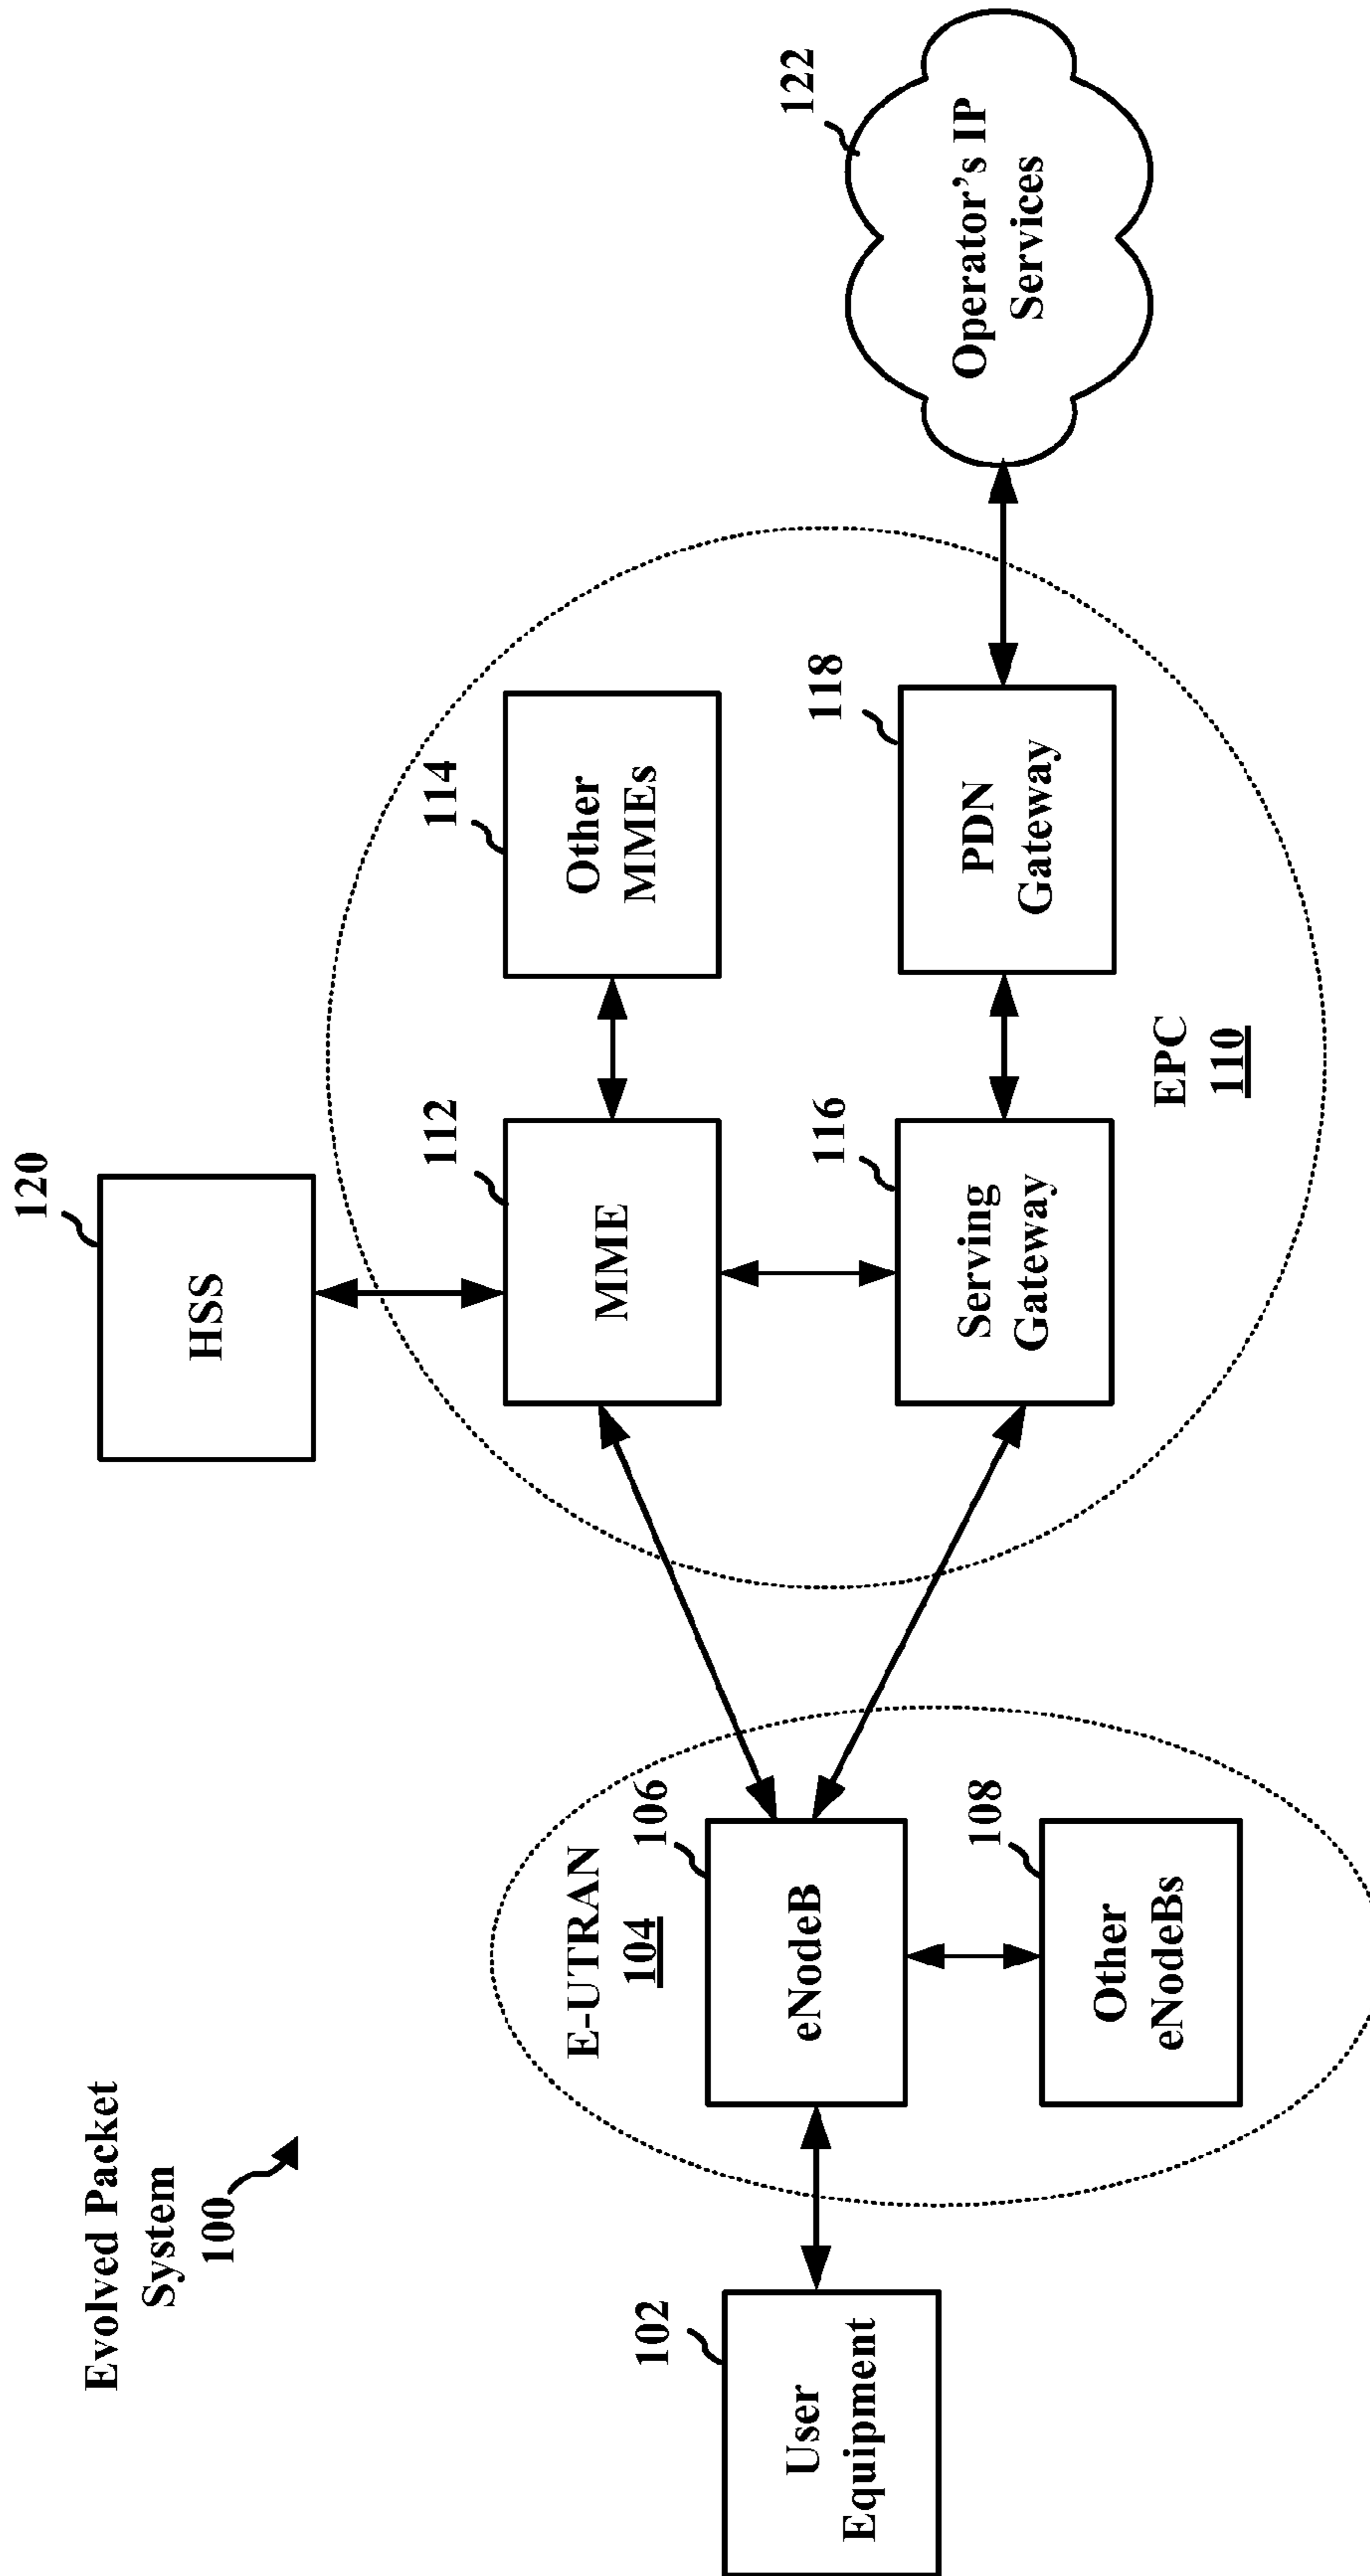 Evolved Packet
System
100
120
HSS
E-UTRAN
104
102
User
Equipment
106
eNodeB
108
Other
eNodeBs
112
MME
114
Other
MMEs
116
Serving
Gateway
118
PDN
Gateway
EPC
110
122
Operator’s IP
Services